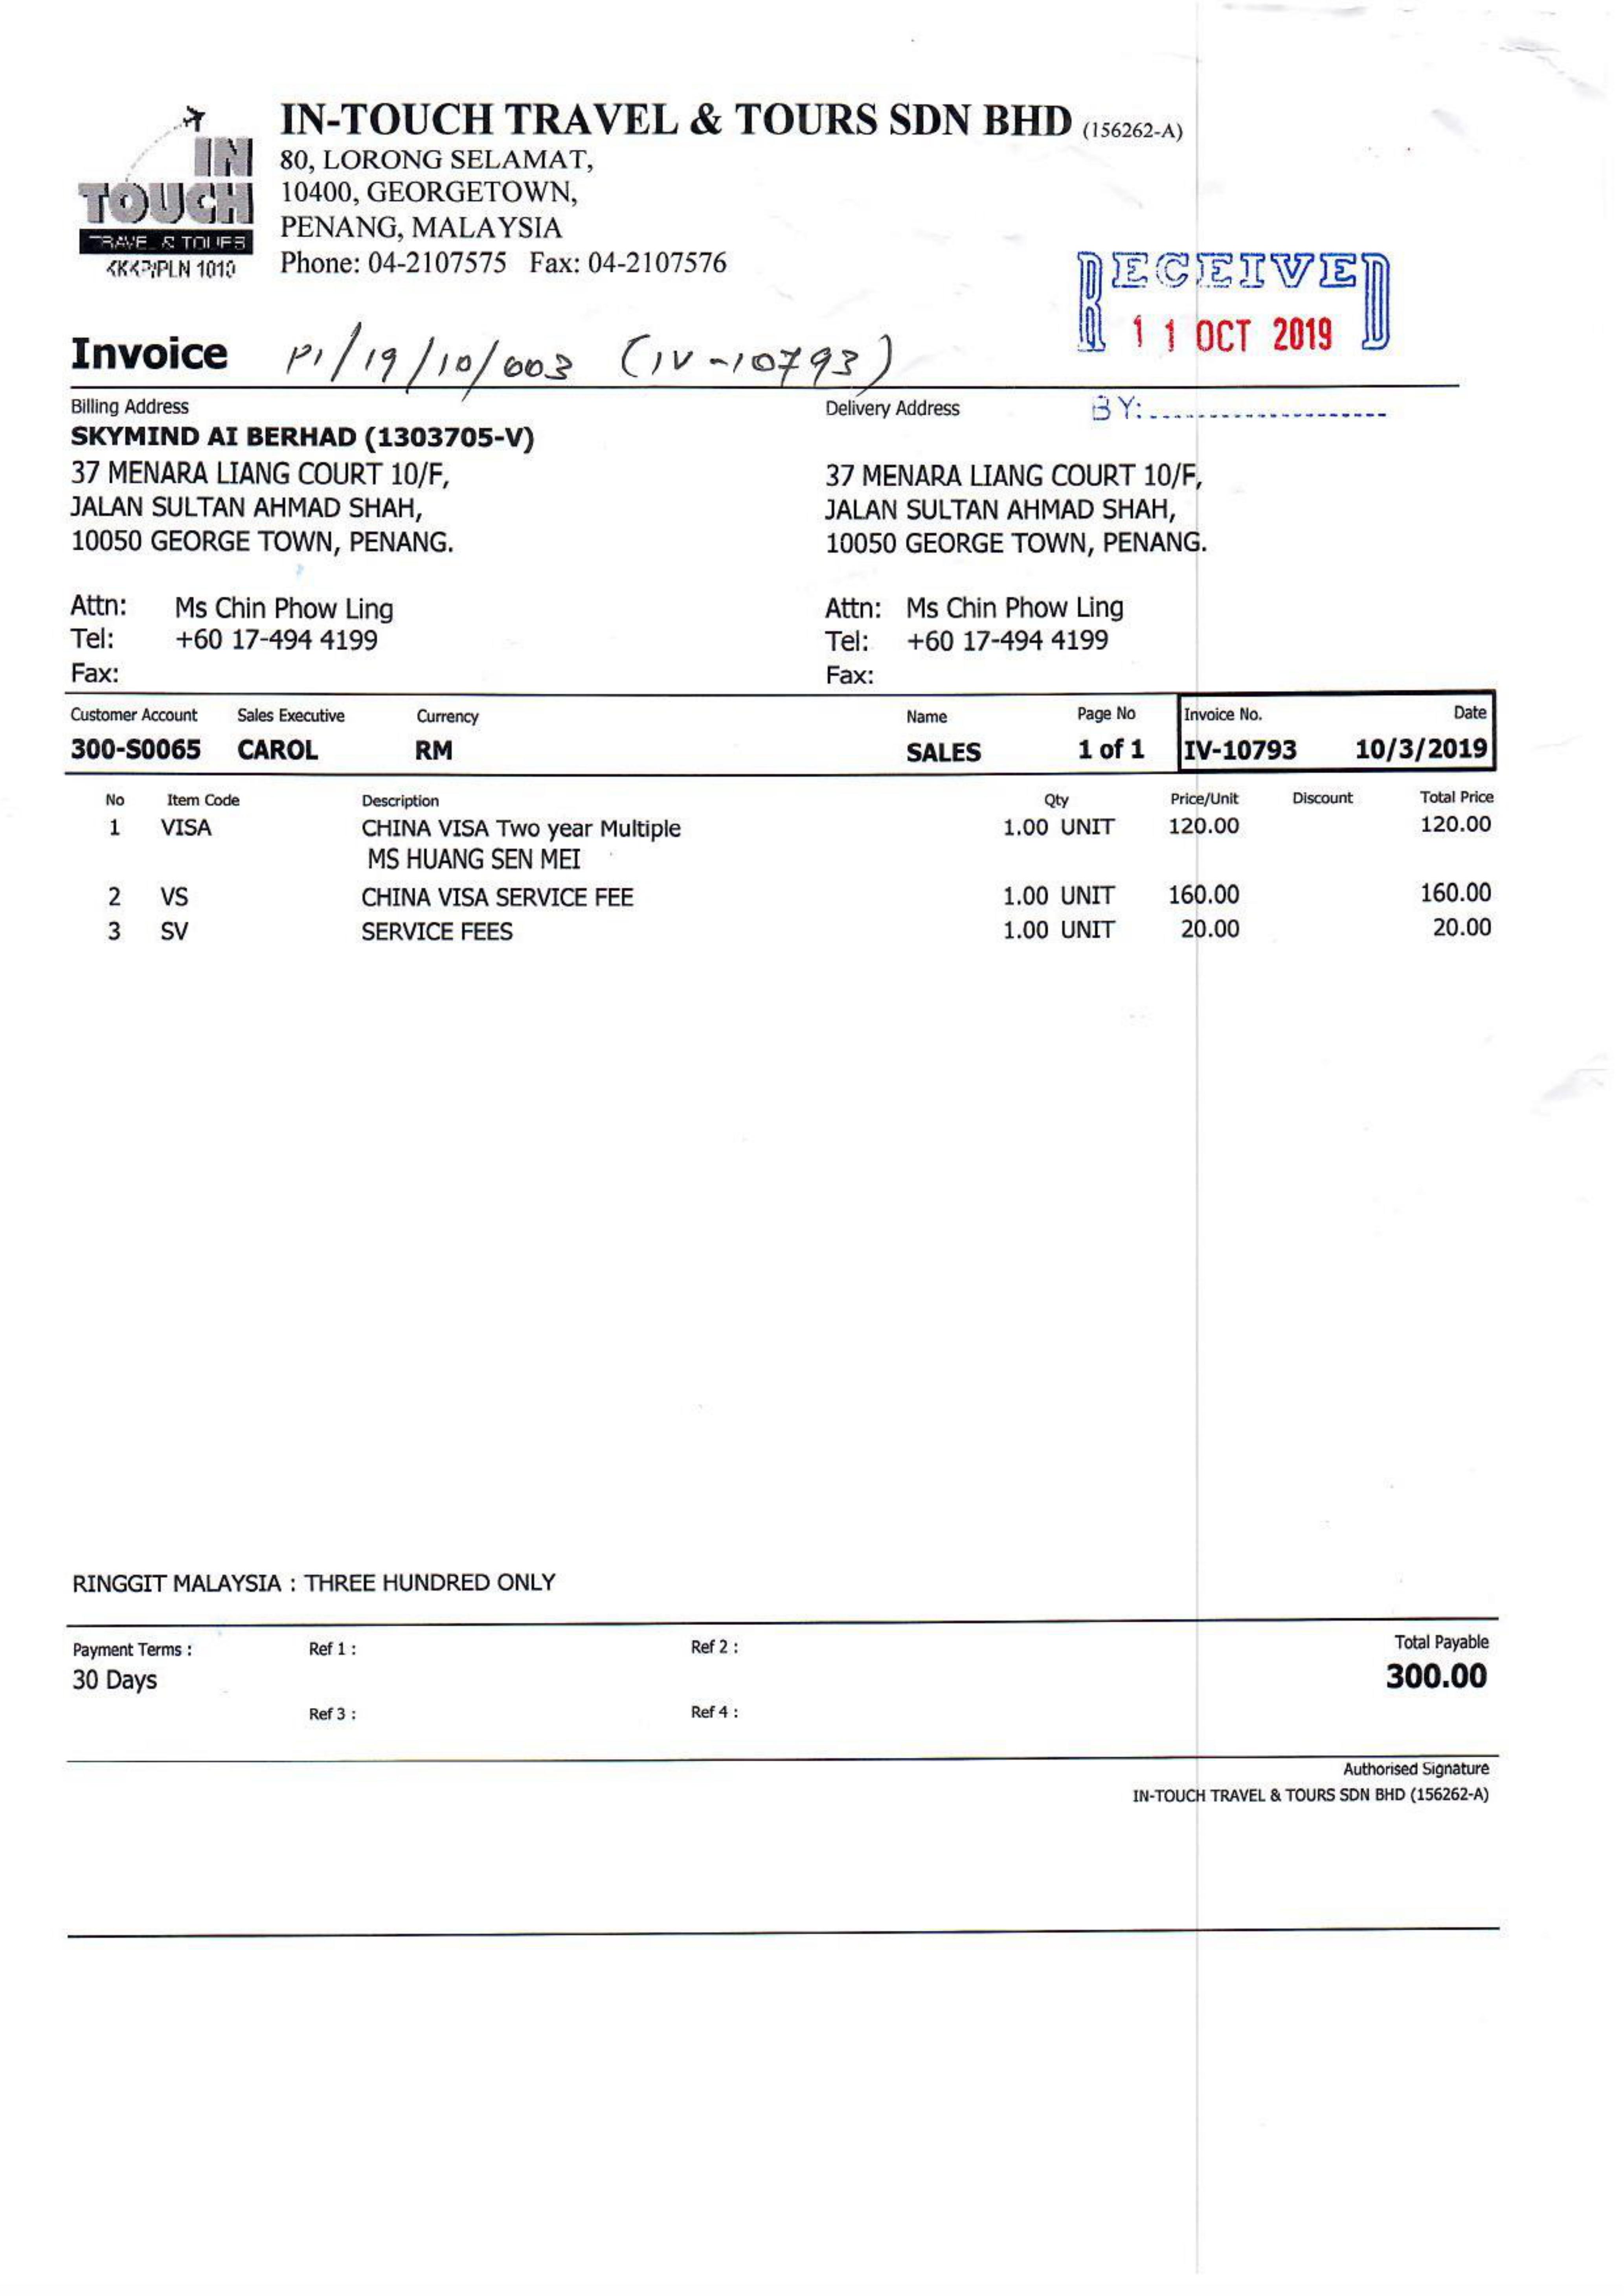 IN-TOUCH TRAVEL & TOURS SDN BHD (156262-A)
80, LORONG SELAMAT,
10400, GEORGETOWN,
PENANG, MALAYSIA
Phone: 04-2107575 Fax: 04-2107576
IN
TOUCH
TRAVEL & TOURS
KKKP/PLN 1010
RECEIVED
11 OCT 2019
BY:
Invoice PI/19/10/003 (IV-10793)
Billing Address
SKYMIND AI BERHAD (1303705-V)
37 MENARA LIANG COURT 10/F,
JALAN SULTAN AHMAD SHAH,
10050 GEORGE TOWN, PENANG.
Attn: Ms Chin Phow Ling
Tel: +60 17-494 4199
Fax:
Delivery Address
37 MENARA LIANG COURT 10/F,
JALAN SULTAN AHMAD SHAH,
10050 GEORGE TOWN, PENANG.
Attn: Ms Chin Phow Ling
Tel: +60 17-494 4199
Fax:
Customer Account Sales Executive Currency Name Page No Invoice No. Date
300-S0065 CAROL RM SALES 1 of 1 IV-10793 10/3/2019
No Item Code Description Qty Price/Unit Discount Total Price
1 VISA CHINA VISA Two year Multiple 1.00 UNIT 120.00 120.00
MS HUANG SEN MEI
2 VS CHINA VISA SERVICE FEE 1.00 UNIT 160.00 160.00
3 SV SERVICE FEES 1.00 UNIT 20.00 20.00
RINGGIT MALAYSIA : THREE HUNDRED ONLY
Payment Terms : Ref 1 : Ref 2 : Total Payable
30 Days 300.00
Ref 3 : Ref 4 :
Authorised Signature
IN-TOUCH TRAVEL & TOURS SDN BHD (156262-A)